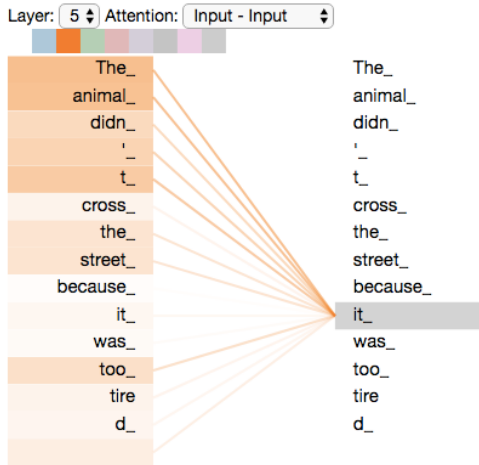 Layer: 5 Attention: Input - Input
The_ The_
animal_ animal_
didn_ didn_
'_ '_
t_ t_
cross_ cross_
the_ the_
street_ street_
because_ because_
it_ it_
was_ was_
too_ too_
tire tire
d_ d_